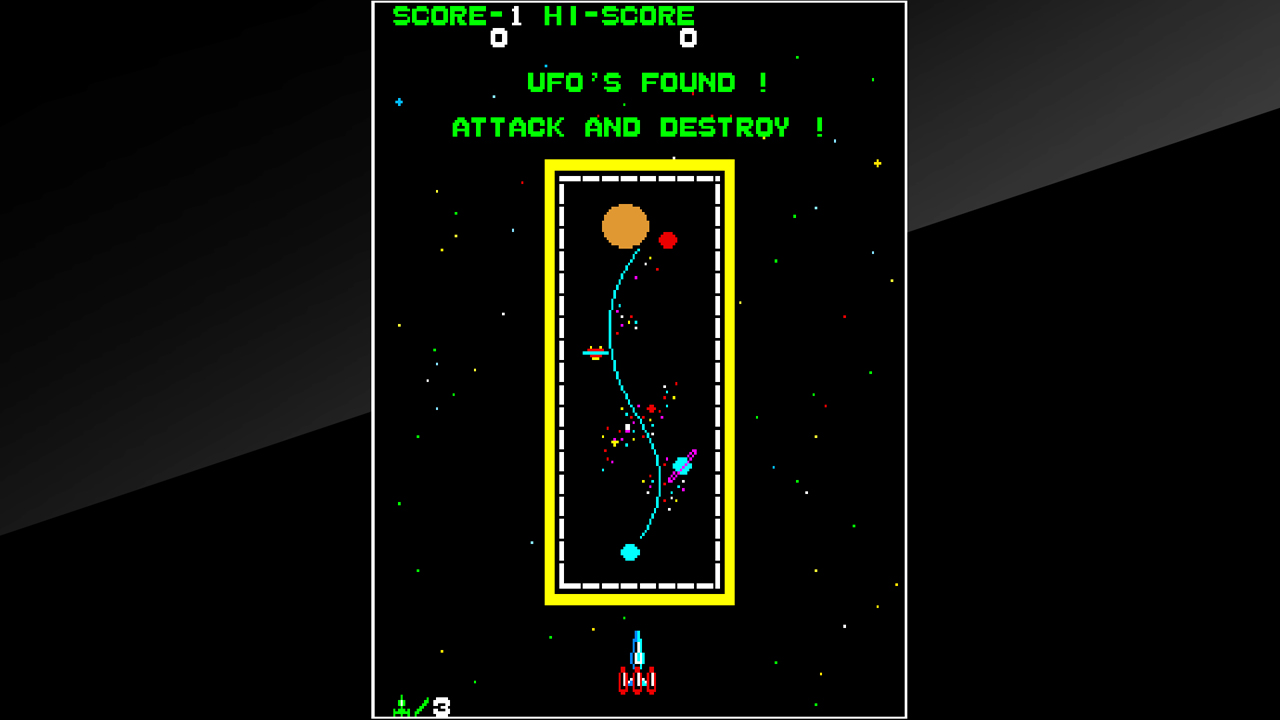 SCORE-1 HI-SCORE
0 0
UFO'S FOUND !
ATTACK AND DESTROY !
/3